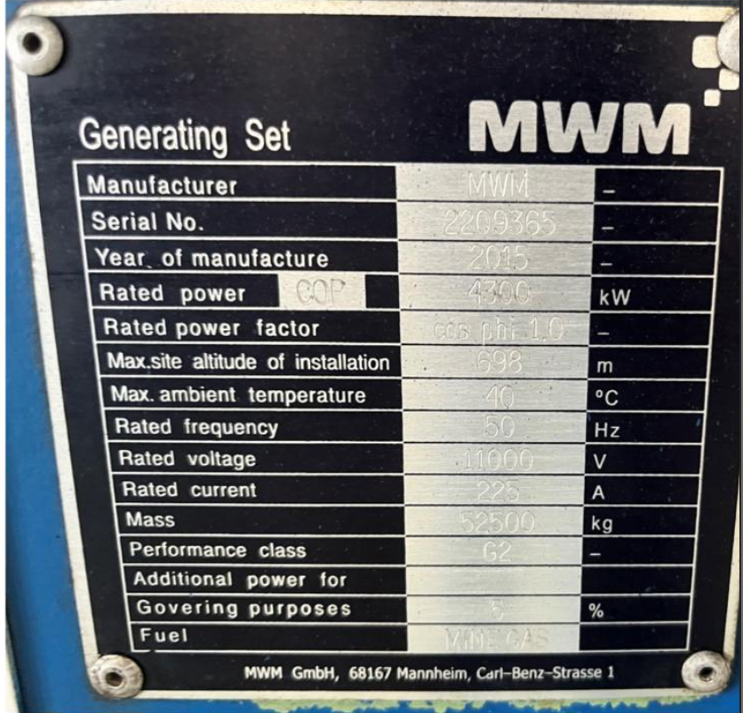 Generating Set MWM
Manufacturer MWM –
Serial No. 2209365 –
Year of manufacture 2015 –
Rated power COP 4300 kW
Rated power factor cos phi 1.0 –
Max.site altitude of installation 698 m
Max. ambient temperature 40 °C
Rated frequency 50 Hz
Rated voltage 11000 V
Rated current 225 A
Mass 52500 kg
Performance class G2 –
Additional power for
Govering purposes 5 %
Fuel MINE GAS
MWM GmbH, 68167 Mannheim, Carl–Benz–Strasse 1